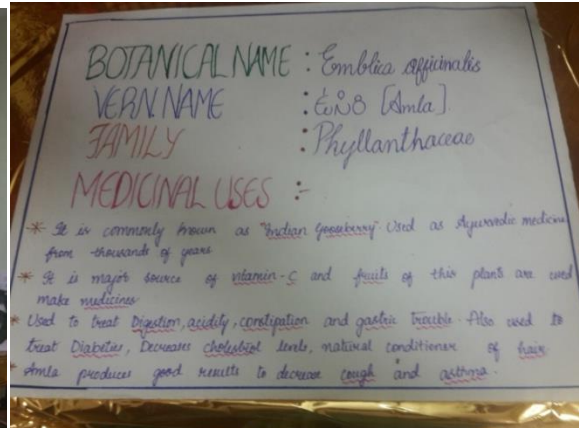 BOTANICAL NAME : Emblica officinalis
VERN. NAME : [Amla].
FAMILY : Phyllanthaceae
MEDICINAL USES :-
* It is commonly known as "Indian Gooseberry". Used as Ayurvedic medicine
from thousands of years
* It is major source of vitamin-C and fruits of this plant are used
make medicines
* Used to treat Digestion, acidity, constipation and gastric trouble. Also used to
treat Diabeties, Decreases cholesterol levels, natural conditioner of hair
* Amla produces good results to decrease cough and asthma.